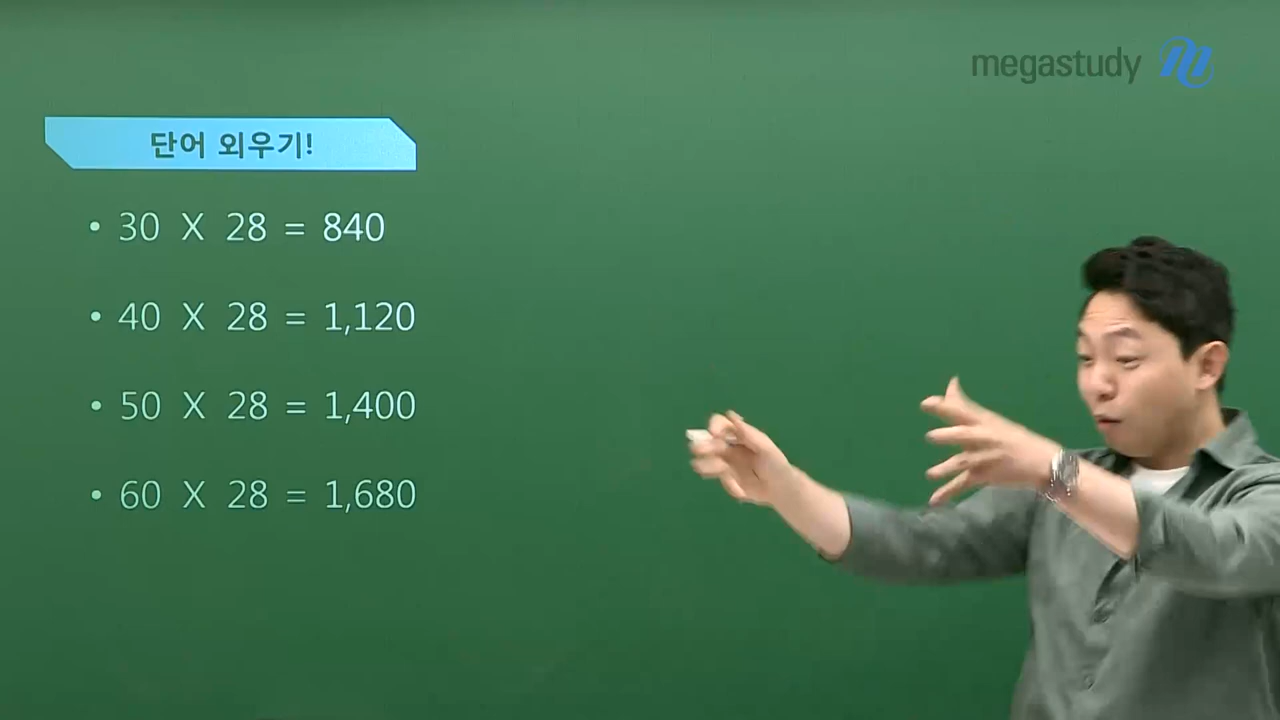 megastudy
단어 외우기!
• 30 X 28 = 840
• 40 X 28 = 1,120
• 50 X 28 = 1,400
• 60 X 28 = 1,680